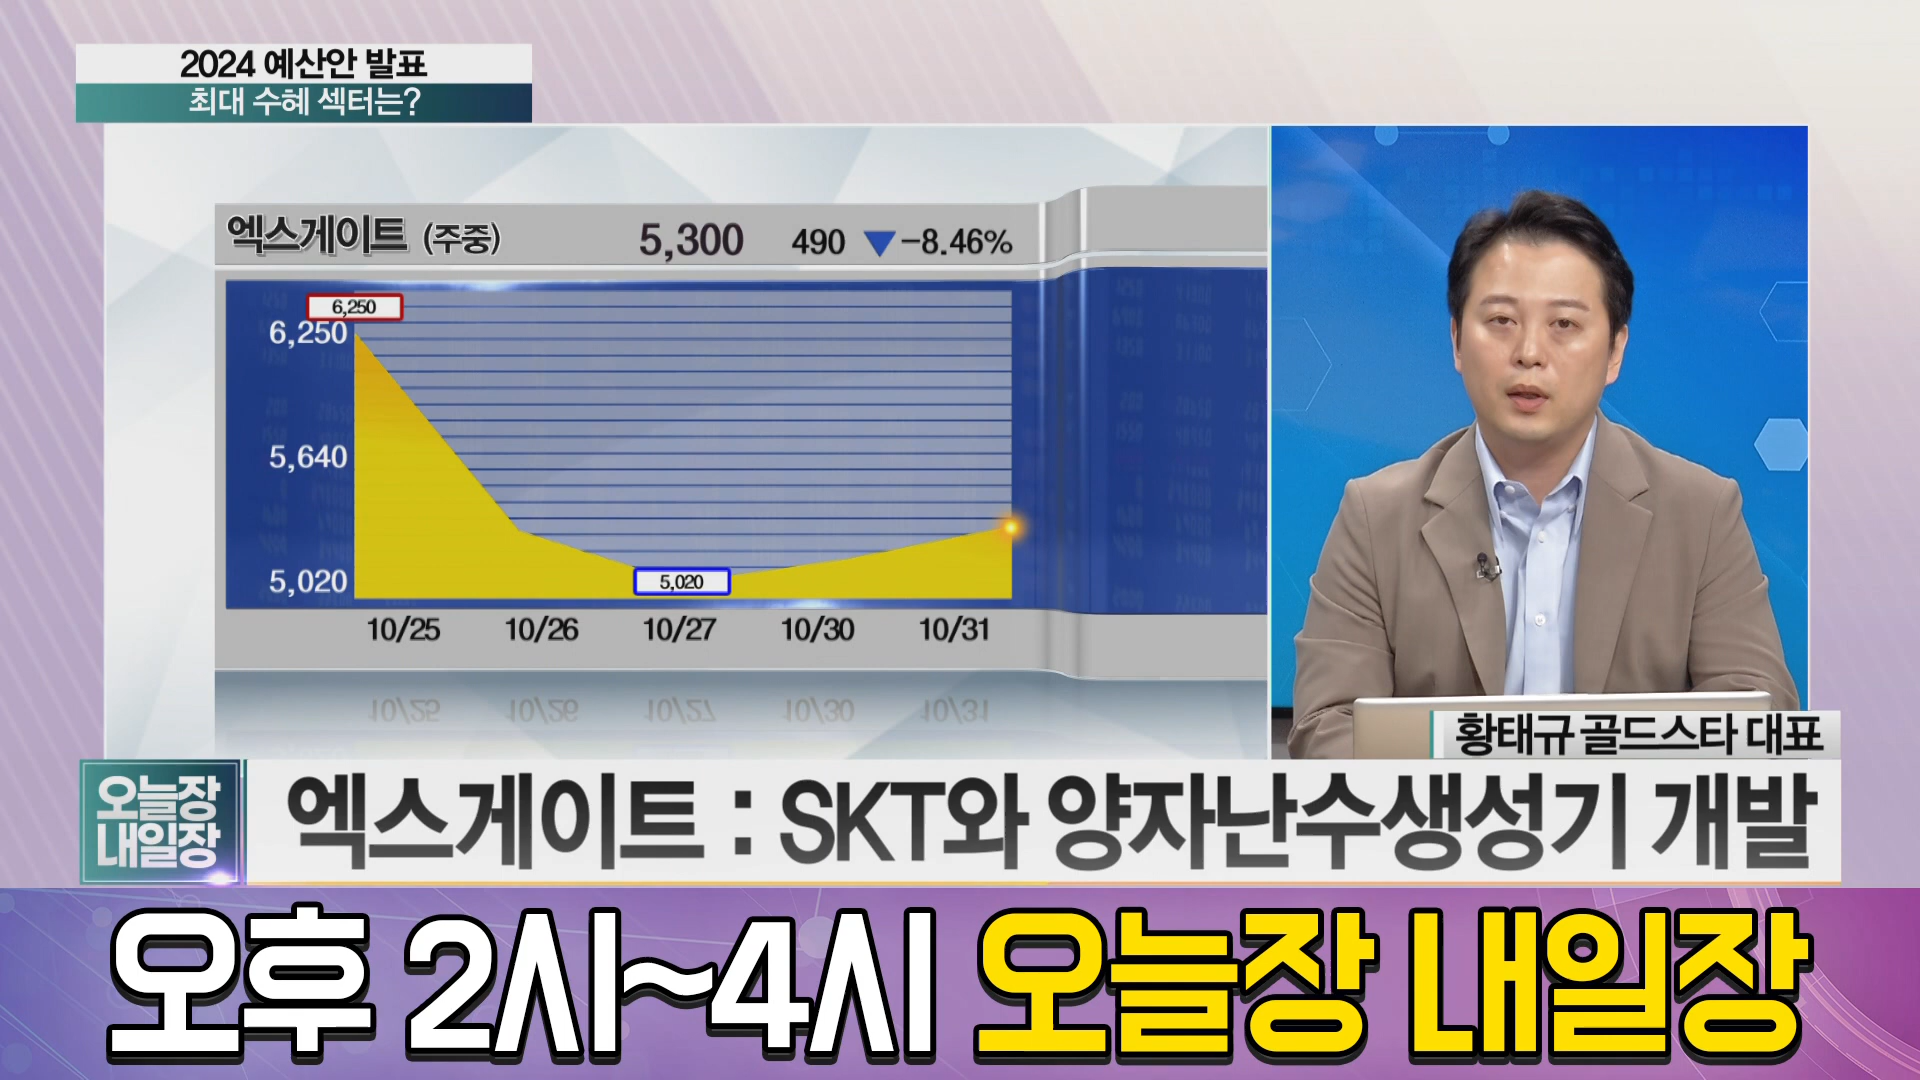 2024 예산안 발표
최대 수혜 섹터는?
엑스게이트 (주중) 5,300 490 ▼-8.46%
6,250
6,250
5,640
5,020
5,020
10/25 10/26 10/27 10/30 10/31
황태규 골드스타 대표
오늘장
내일장
엑스게이트 : SKT와 양자난수생성기 개발
오후 2시~4시 오늘장 내일장